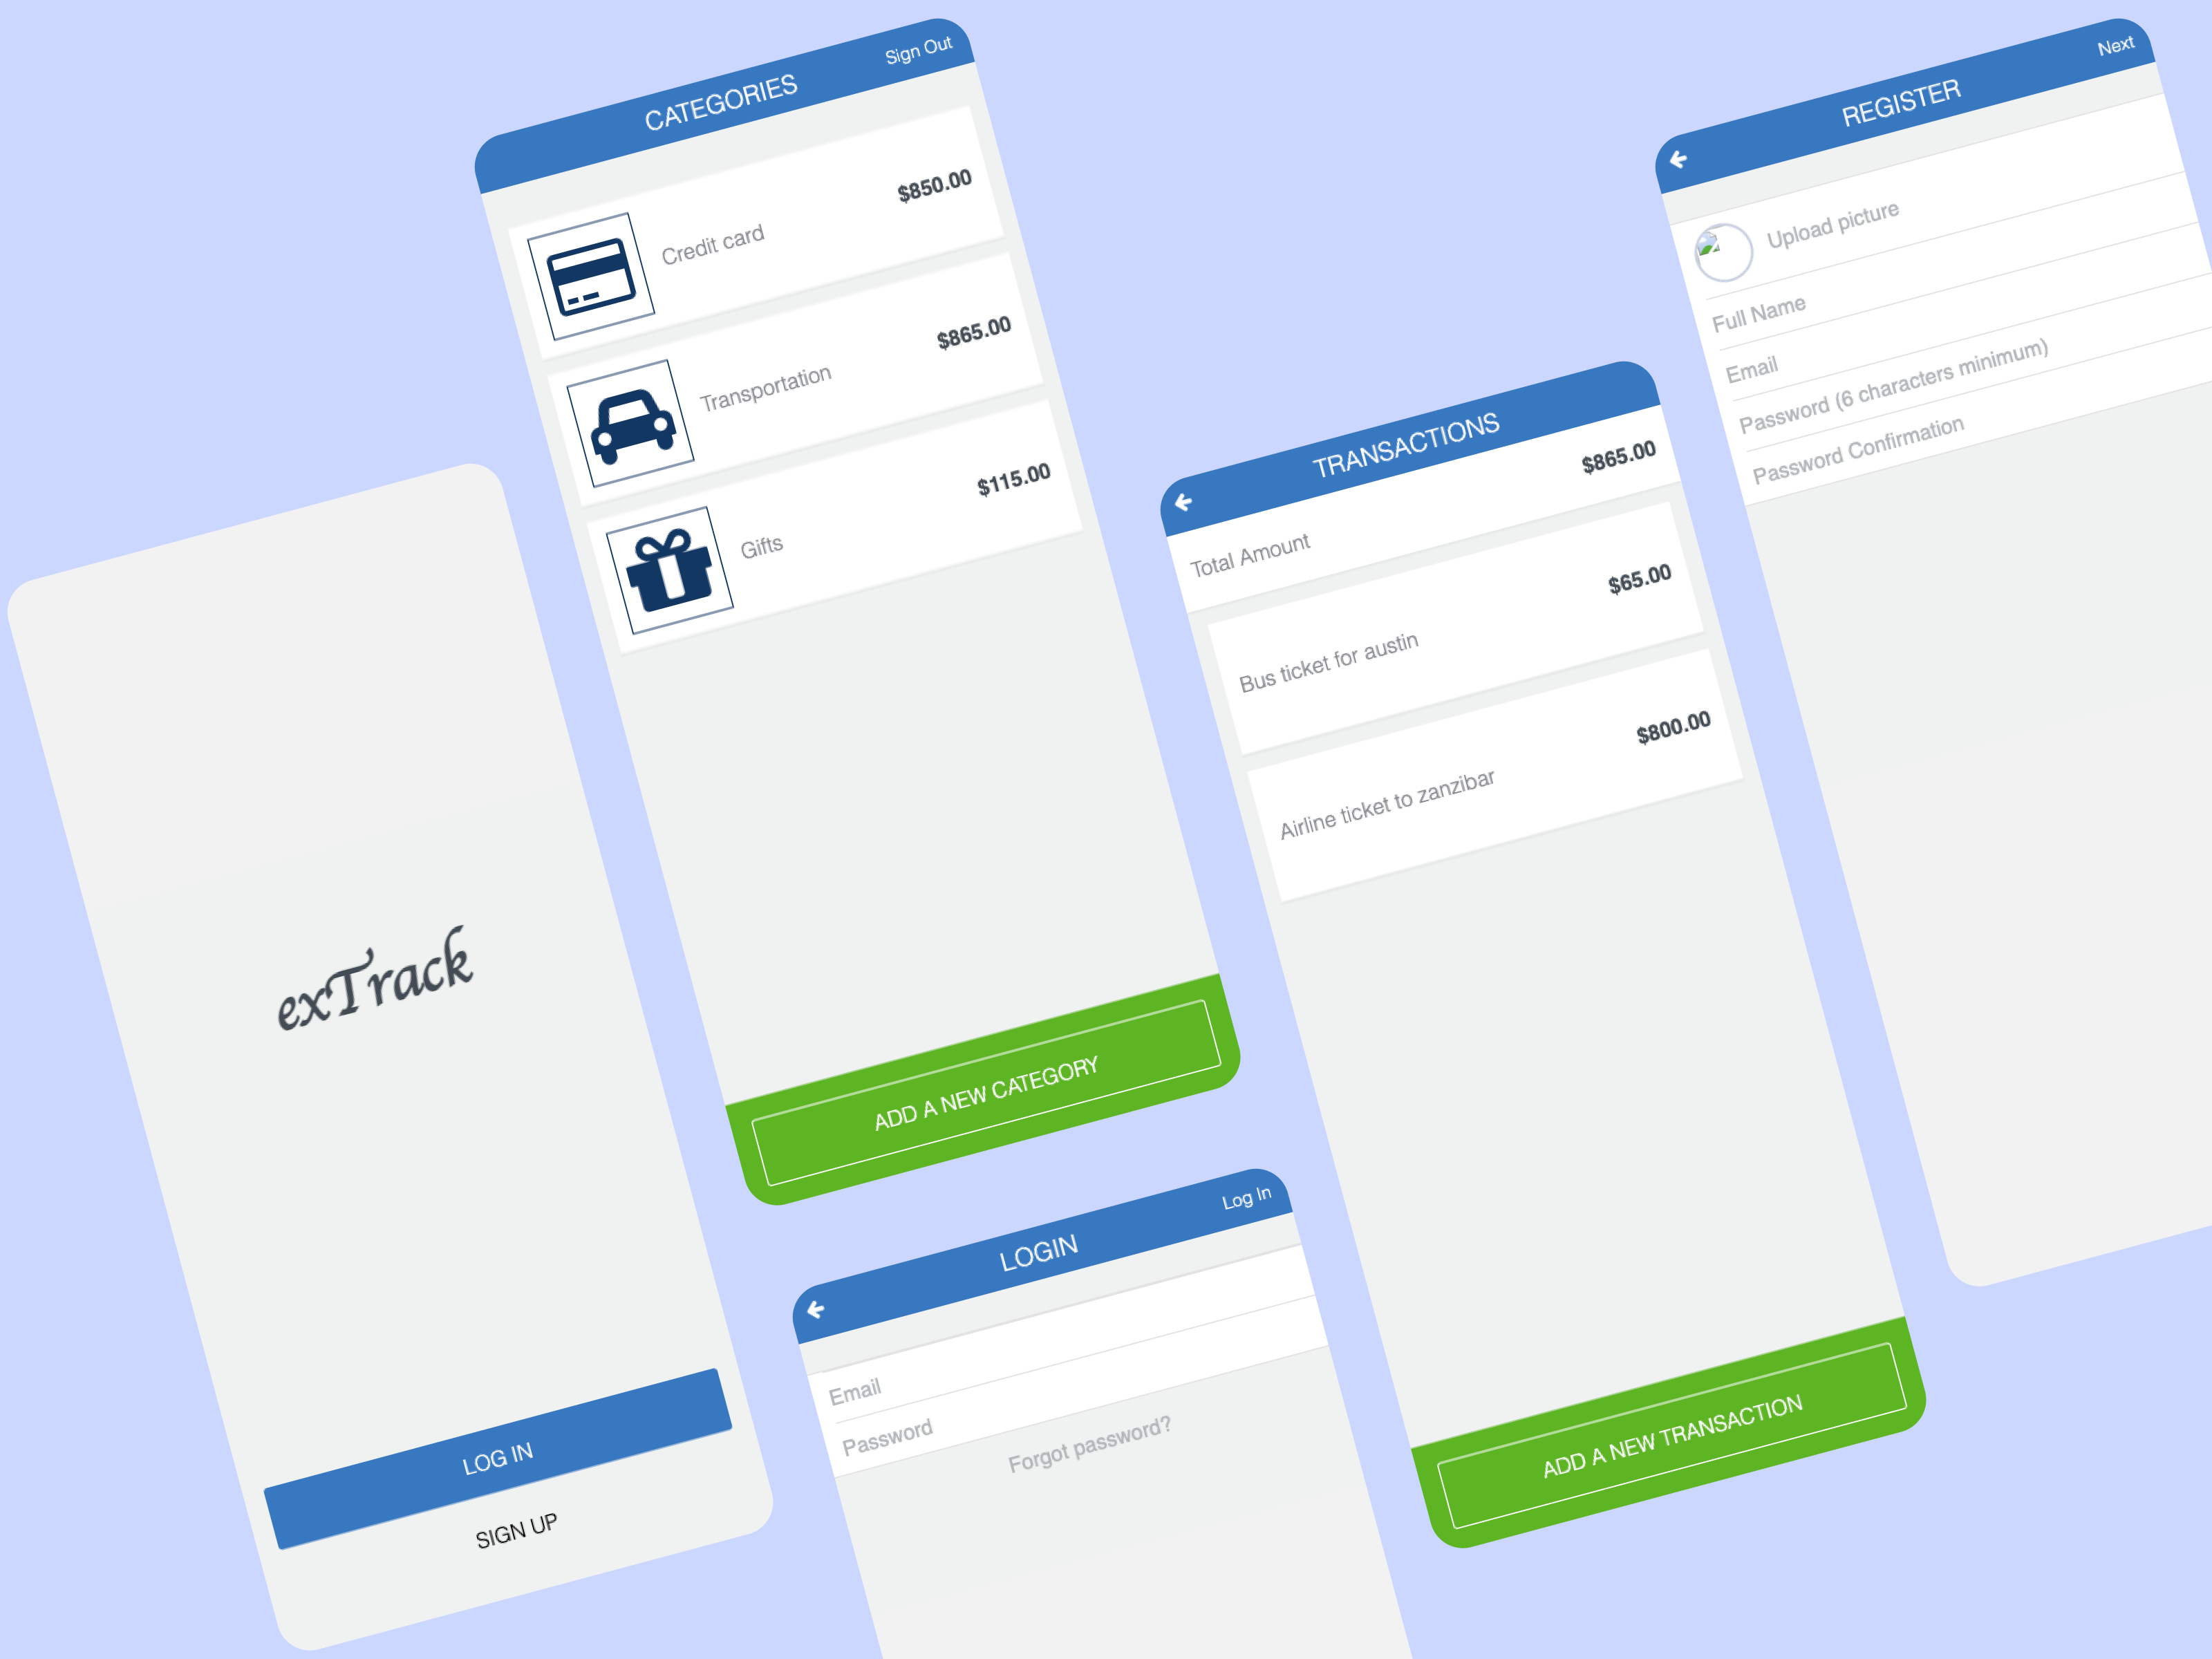 exTrack
LOG IN
SIGN UP
CATEGORIES
Sign Out
Credit card
$850.00
Transportation
$865.00
Gifts
$115.00
ADD A NEW CATEGORY
LOGIN
Log In
Email
Password
Forgot password?
TRANSACTIONS
Total Amount
$865.00
Bus ticket for austin
$65.00
Airline ticket to zanzibar
$800.00
ADD A NEW TRANSACTION
REGISTER
Next
Upload picture
Full Name
Email
Password (6 characters minimum)
Password Confirmation